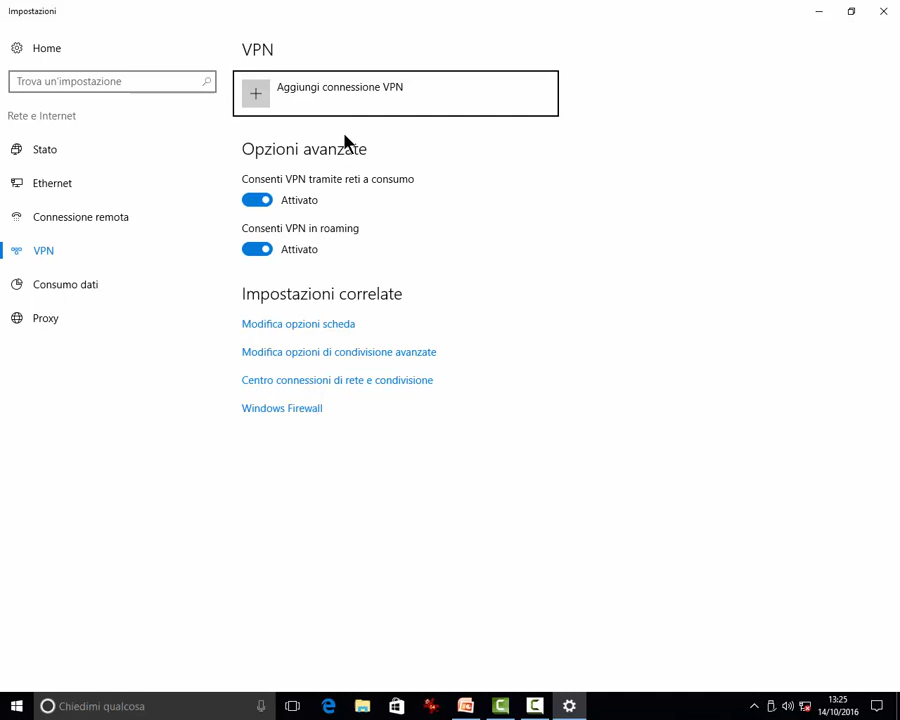 Impostazioni
Home
Trova un'impostazione
Rete e Internet
Stato
Ethernet
Connessione remota
VPN
Consumo dati
Proxy
VPN
Aggiungi connessione VPN
Opzioni avanzate
Consenti VPN tramite reti a consumo
Attivato
Consenti VPN in roaming
Attivato
Impostazioni correlate
Modifica opzioni scheda
Modifica opzioni di condivisione avanzate
Centro connessioni di rete e condivisione
Windows Firewall
Chiedimi qualcosa
13:25
14/10/2016